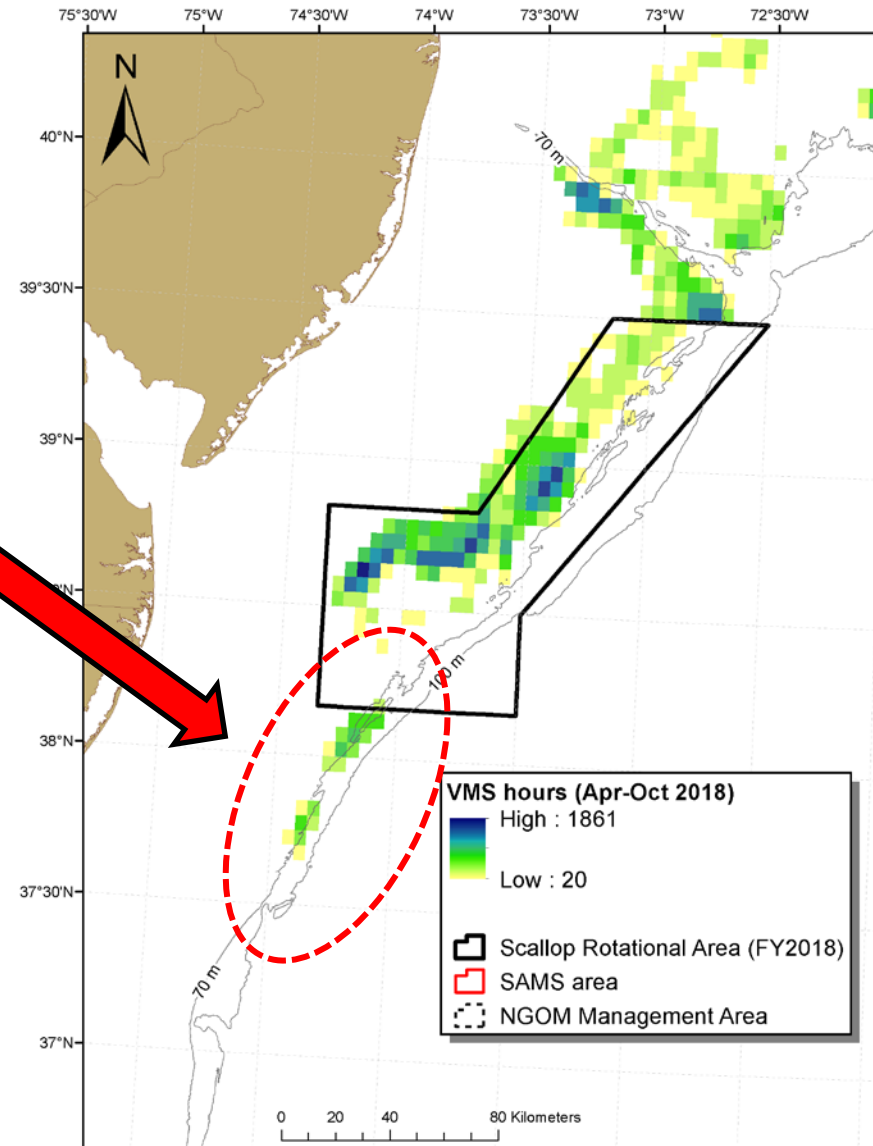 75°30'W 75°W 74°30'W 74°W 73°30'W 73°W 72°30'W
N
40°N
70 m
39°30'N
39°N
100 m
38°N
VMS hours (Apr-Oct 2018)
High : 1861
Low : 20
37°30'N
Scallop Rotational Area (FY2018)
70 m
SAMS area
NGOM Management Area
37°N
0 20 40 80 Kilometers